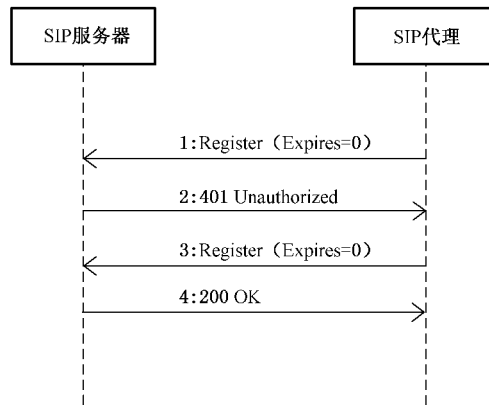 SIP服务器
SIP代理
1:Register（Expires=0）
2:401 Unauthorized
3:Register（Expires=0）
4:200 OK